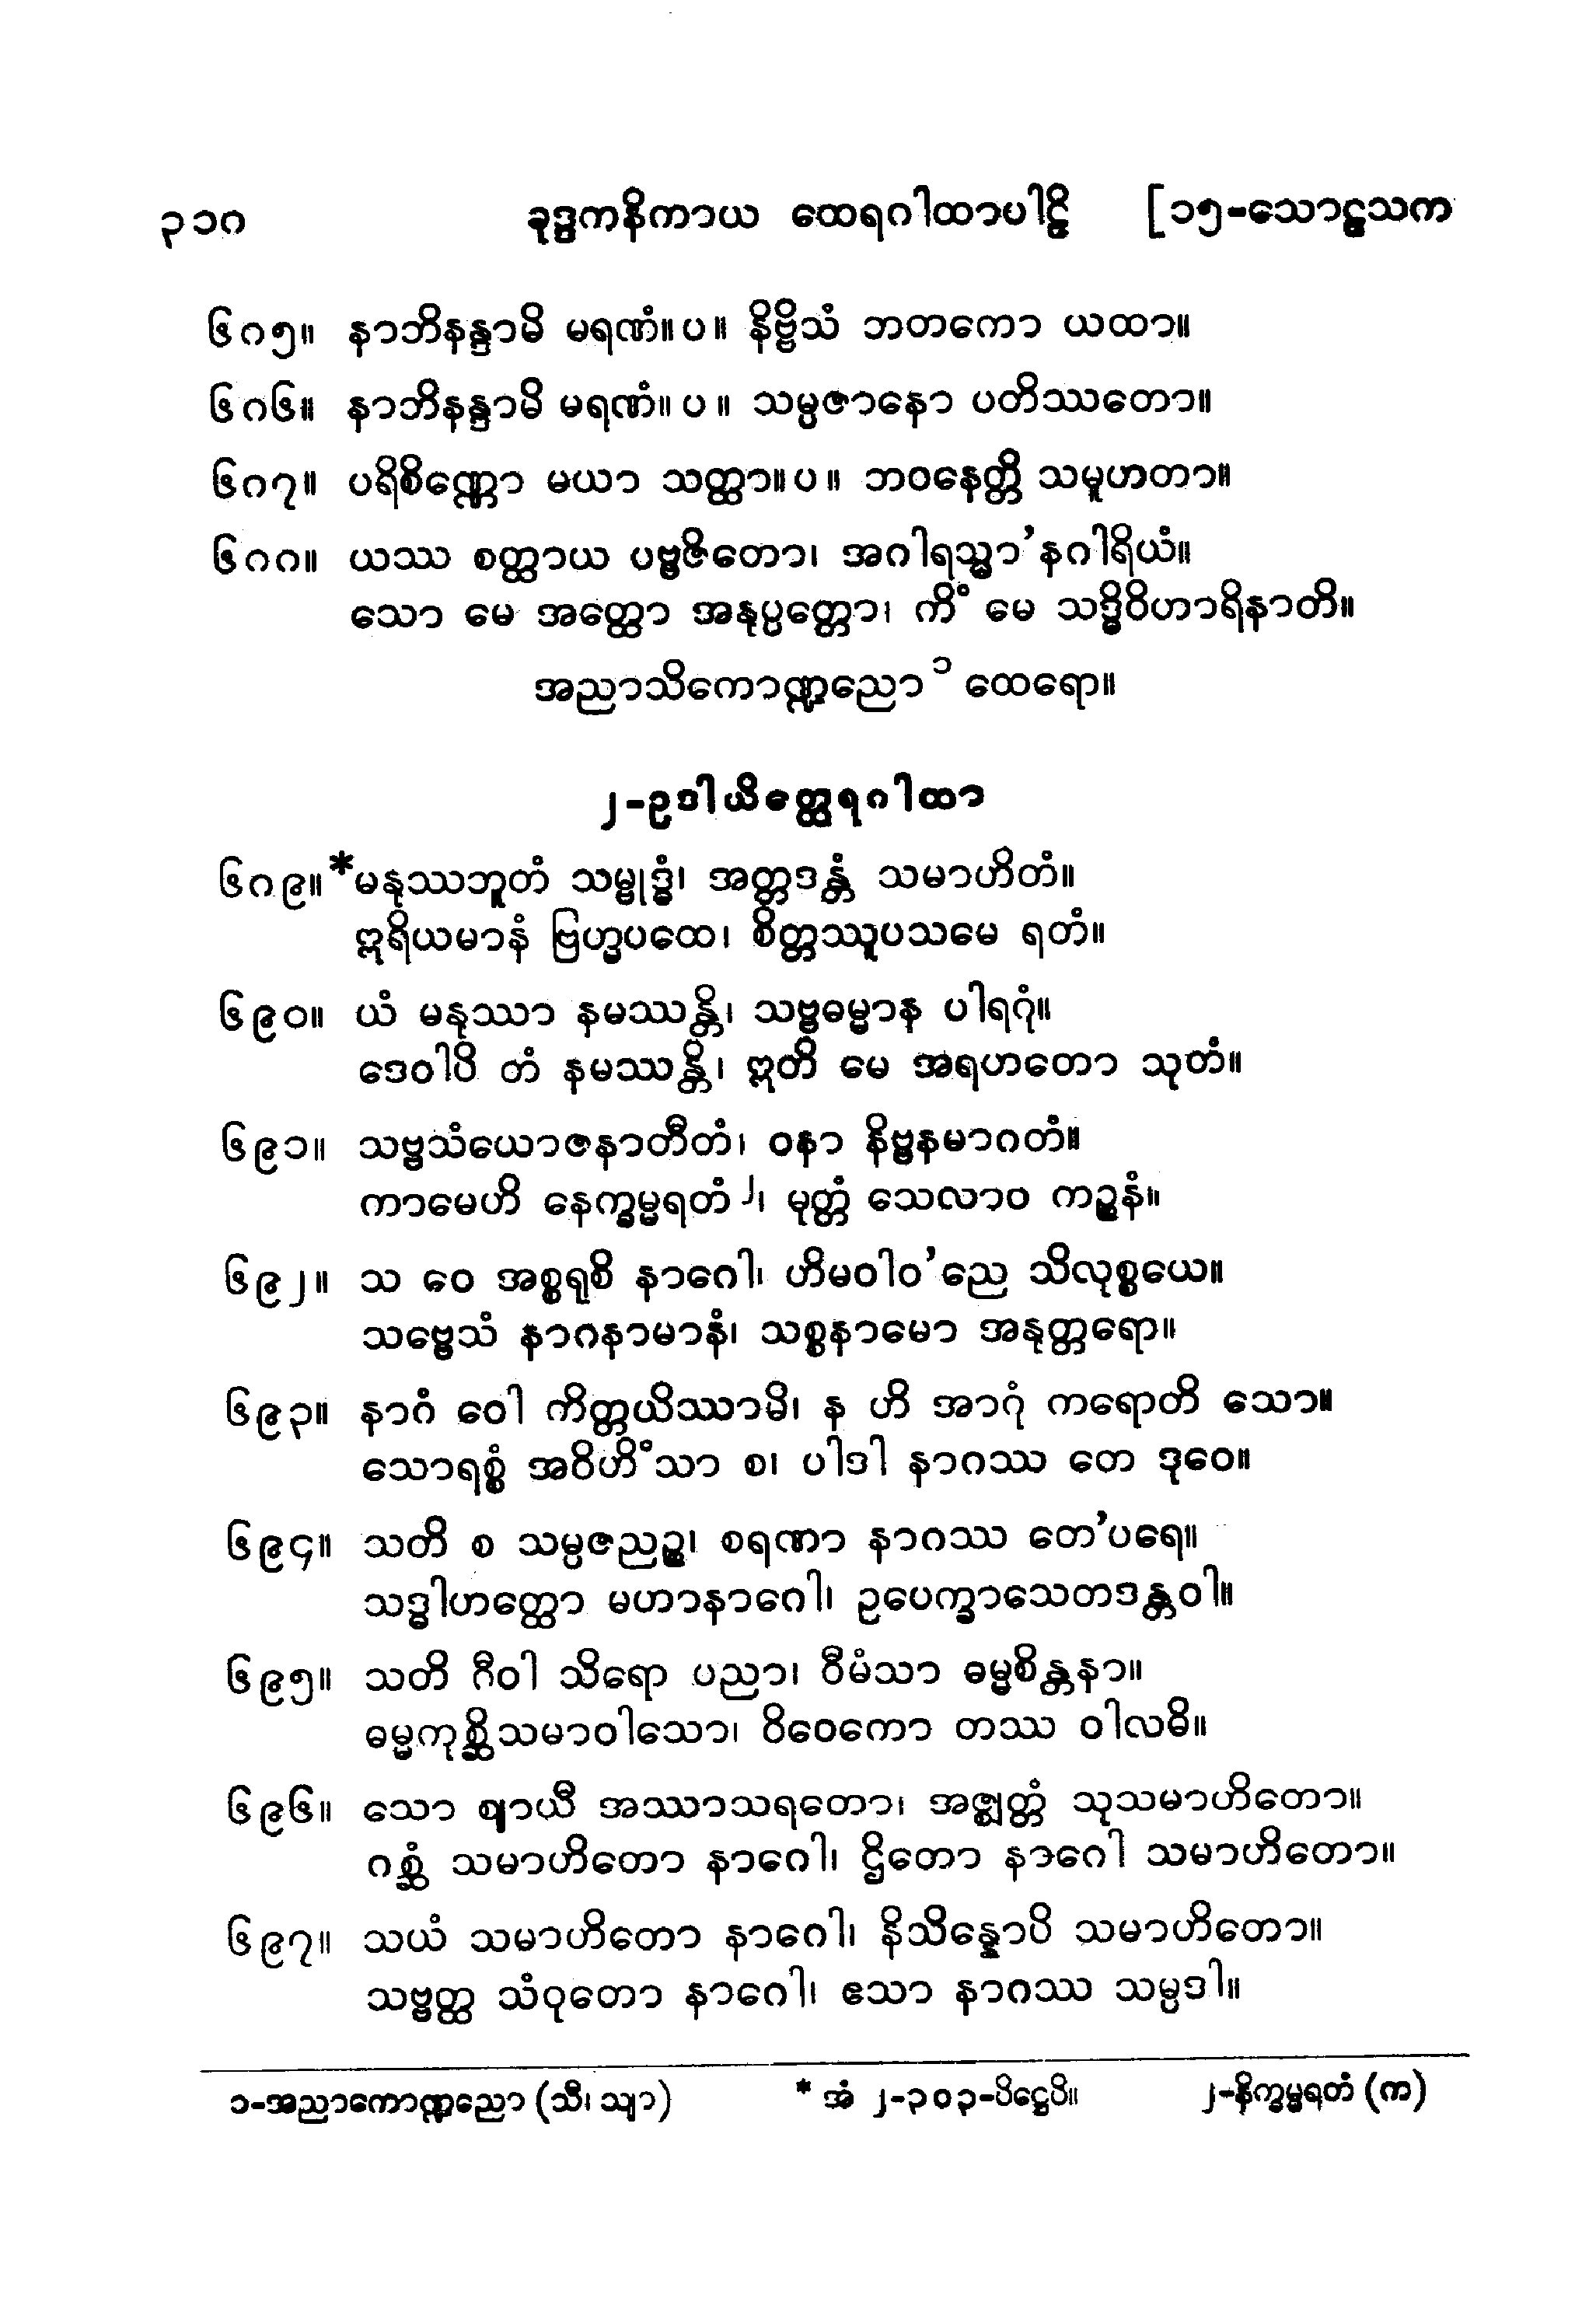 ၃၁၈ ခုဒ္ဒကနိကာယ ထေရဂါထာပါဠိ [၁၅-သောဠသက
၆၈၅။ နာဘိနန္ဒာမိ မရဏံ။ပ။ နိဗ္ဗိသံ ဘတကော ယထာ။
၆၈၆။ နာဘိနန္ဒာမိ မရဏံ။ပ။ သမ္ပဇာနော ပတိဿတော။
၆၈၇။ ပရိစိဏ္ဏော မယာ သတ္ထာ။ပ။ ဘဝနေတ္တိ သမူဟတာ။
၆၈၈။ ယဿ စတ္ထာယ ပဗ္ဗဇိတော၊ အဂါရသ္မာ’နဂါရိယံ။
သော မေ အတ္ထော အနုပ္ပတ္တော၊ ကိံ မေ သဒ္ဓိဝိဟာရိနာတိ။
အညာသိကောဏ္ဍညော ၁ ထေရော။
၂-ဥဒါယိတ္ထေရဂါထာ
၆၈၉။ *မနုဿဘူတံ သမ္ဗုဒ္ဓံ၊ အတ္တဒန္တံ သမာဟိတံ။
ဣရိယမာနံ ဗြဟ္မပထေ၊ စိတ္တဿူပသမေ ရတံ။
၆၉၀။ ယံ မနုဿာ နမဿန္တိ၊ သဗ္ဗဓမ္မာန ပါရဂုံ။
ဒေဝါပိ တံ နမဿန္တိ၊ ဣတိ မေ အရဟတော သုတံ။
၆၉၁။ သဗ္ဗသံယောဇနာတီတံ၊ ဝနာ နိဗ္ဗနမာဂတံ။
ကာမေဟိ နေက္ခမ္မရတံ ၂၊ မုတ္တံ သေလာဝ ကဉ္စနံ။
၆၉၂။ သ ဝေ အစ္စရုစိ နာဂေါ၊ ဟိမဝါဝ’ညေ သိလုစ္စယေ။
သဗ္ဗေသံ နာဂနာမာနံ၊ သစ္စနာမော အနုတ္တရော။
၆၉၃။ နာဂံ ဝေါ ကိတ္တယိဿာမိ၊ န ဟိ အာဂုံ ကရောတိ သော။
သောရစ္စံ အဝိဟိံသာ စ၊ ပါဒါ နာဂဿ တေ ဒုဝေ။
၆၉၄။ သတိ စ သမ္ပဇညဉ္စ၊ စရဏာ နာဂဿ တေ’ပရေ။
သဒ္ဓါဟတ္ထော မဟာနာဂေါ၊ ဥပေက္ခာသေတဒန္တဝါ။
၆၉၅။ သတိ ဂီဝါ သိရော ပညာ၊ ဝီမံသာ ဓမ္မစိန္တနာ။
ဓမ္မကုစ္ဆိသမာဝါသော၊ ဝိဝေကော တဿ ဝါလဓိ။
၆၉၆။ သော ဈာယီ အဿာသရတော၊ အဇ္ဈတ္တံ သုသမာဟိတော။
ဂစ္ဆံ သမာဟိတော နာဂေါ၊ ဌိတော နာဂေါ သမာဟိတော။
၆၉၇။ သယံ သမာဟိတော နာဂေါ၊ နိသိန္နောပိ သမာဟိတော။
သဗ္ဗတ္ထ သံဝုတော နာဂေါ၊ ဧသာ နာဂဿ သမ္ပဒါ။
၁-အညာကောဏ္ဍညော (သီ၊ သျာ) * အံ ၂-၃၀၃-ပိဋ္ဌေပိ။ ၂-နိက္ခမ္မရတံ (က)